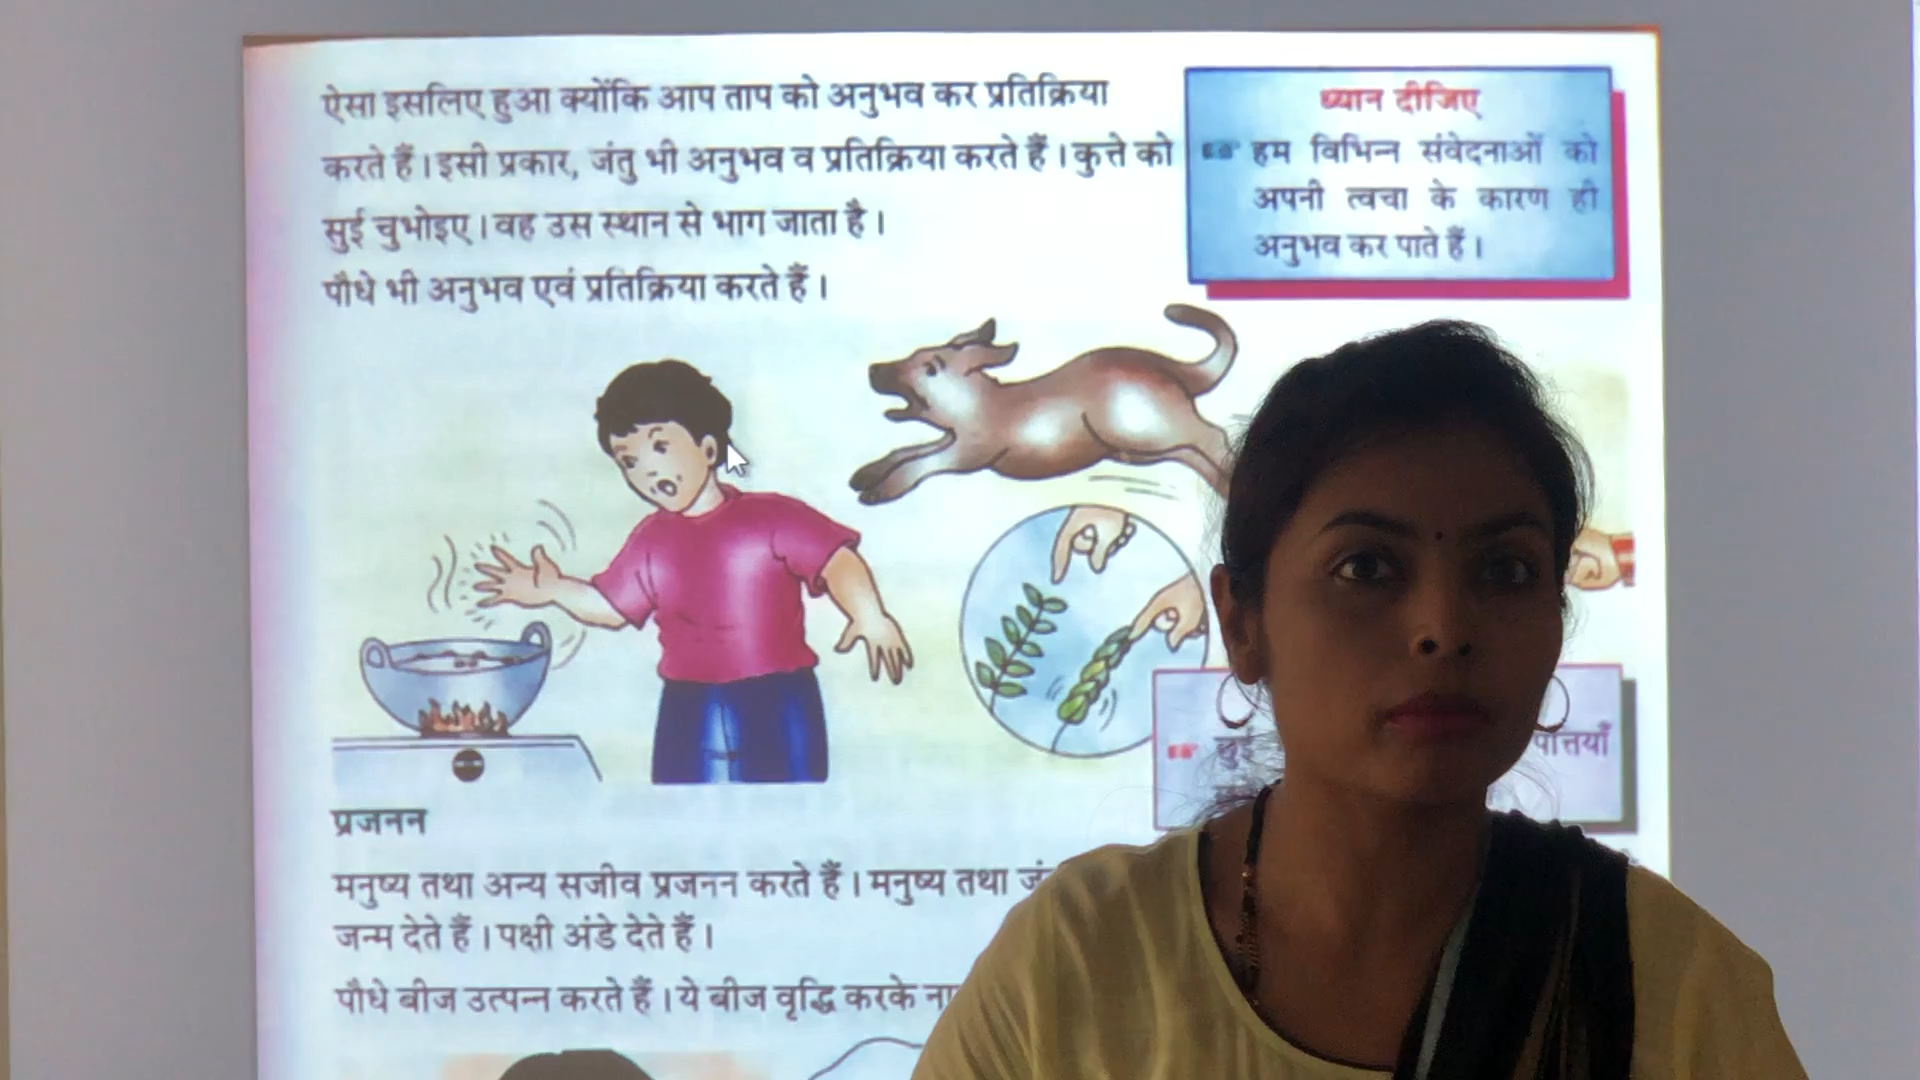 ऐसा इसलिए हुआ क्योंकि आप ताप को अनुभव कर प्रतिक्रिया
करते हैं। इसी प्रकार, जंतु भी अनुभव व प्रतिक्रिया करते हैं। कुत्ते को
सुई चुभोइए। वह उस स्थान से भाग जाता है।
पौधे भी अनुभव एवं प्रतिक्रिया करते हैं।
ध्यान दीजिए
हम विभिन्न संवेदनाओं को
अपनी त्वचा के कारण ही
अनुभव कर पाते हैं।
छुई पत्तियाँ
प्रजनन
मनुष्य तथा अन्य सजीव प्रजनन करते हैं। मनुष्य तथा
जन्म देते हैं। पक्षी अंडे देते हैं।
पौधे बीज उत्पन्न करते हैं। ये बीज वृद्धि करके